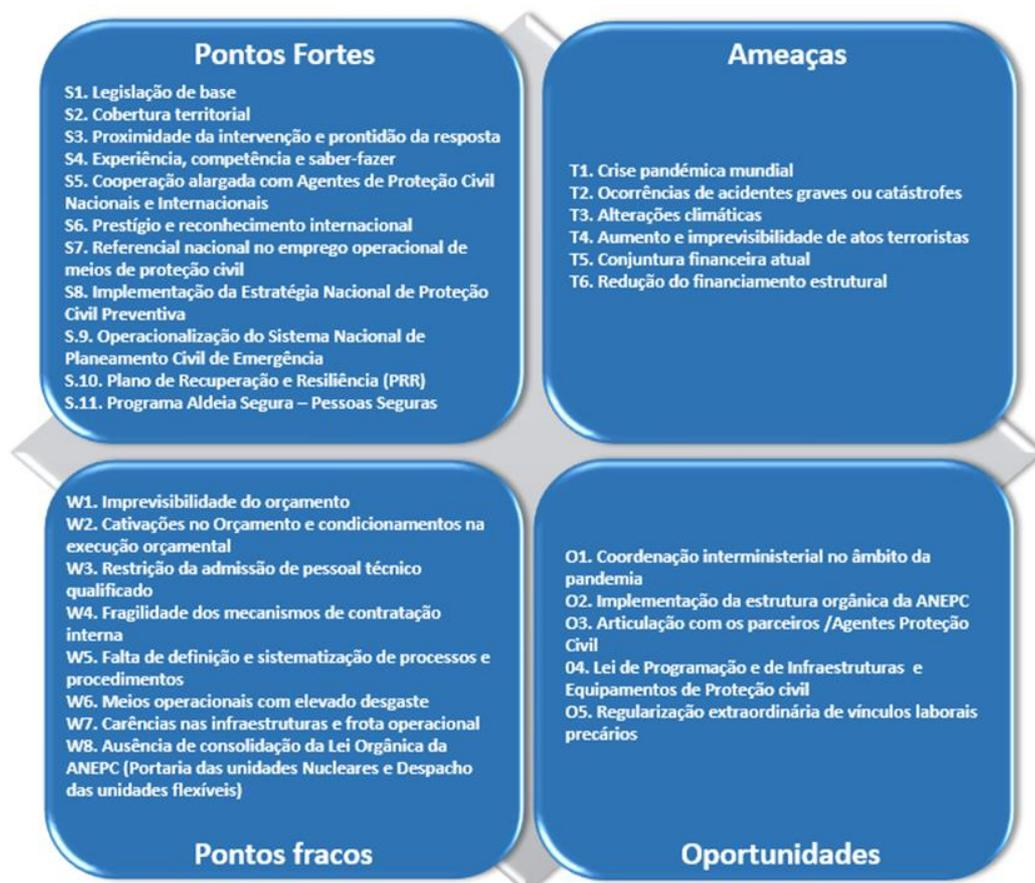 Pontos Fortes
S1. Legislação de base
S2. Cobertura territorial
S3. Proximidade da intervenção e prontidão da resposta
S4. Experiência, competência e saber-fazer
S5. Cooperação alargada com Agentes de Proteção Civil
Nacionais e Internacionais
S6. Prestígio e reconhecimento internacional
S7. Referencial nacional no emprego operacional de
meios de proteção civil
S8. Implementação da Estratégia Nacional de Proteção
Civil Preventiva
S.9. Operacionalização do Sistema Nacional de
Planeamento Civil de Emergência
S.10. Plano de Recuperação e Resiliência (PRR)
S.11. Programa Aldeia Segura – Pessoas Seguras
Ameaças
T1. Crise pandémica mundial
T2. Ocorrências de acidentes graves ou catástrofes
T3. Alterações climáticas
T4. Aumento e imprevisibilidade de atos terroristas
T5. Conjuntura financeira atual
T6. Redução do financiamento estrutural
W1. Imprevisibilidade do orçamento
W2. Cativações no Orçamento e condicionamentos na
execução orçamental
W3. Restrição da admissão de pessoal técnico
qualificado
W4. Fragilidade dos mecanismos de contratação
interna
W5. Falta de definição e sistematização de processos e
procedimentos
W6. Meios operacionais com elevado desgaste
W7. Carências nas infraestruturas e frota operacional
W8. Ausência de consolidação da Lei Orgânica da
ANEPC (Portaria das unidades Nucleares e Despacho
das unidades flexíveis)
Pontos fracos
O1. Coordenação interministerial no âmbito da
pandemia
O2. Implementação da estrutura orgânica da ANEPC
O3. Articulação com os parceiros /Agentes Proteção
Civil
04. Lei de Programação e de Infraestruturas e
Equipamentos de Proteção civil
O5. Regularização extraordinária de vínculos laborais
precários
Oportunidades